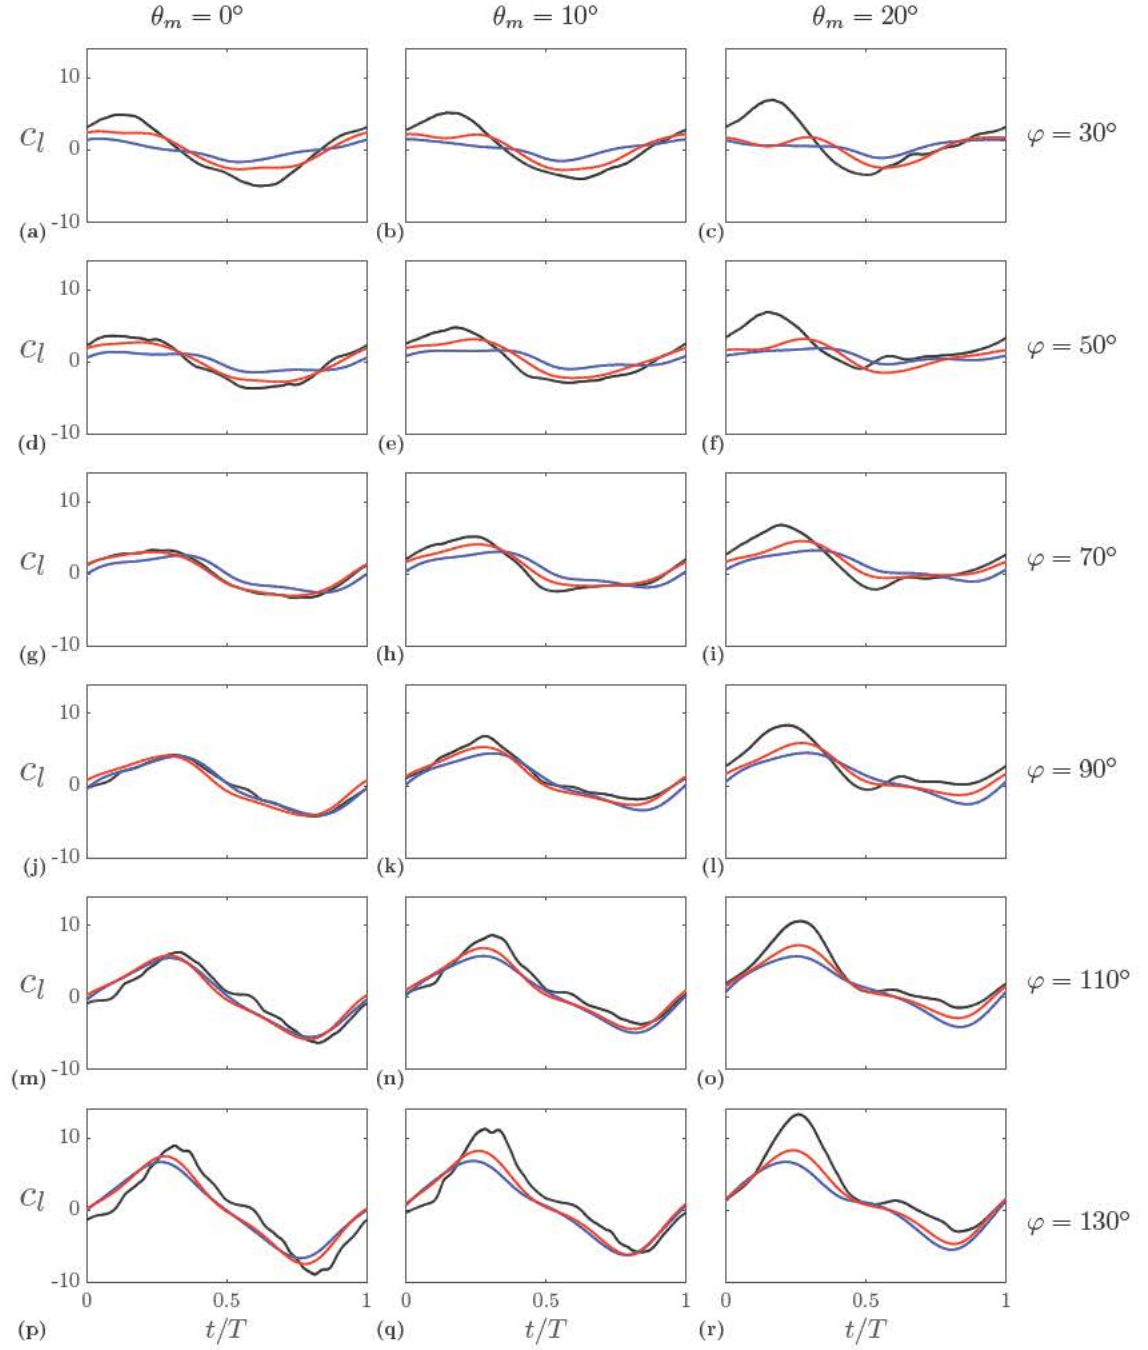 θm = 0° θm = 10° θm = 20°
10
cl 0 φ = 30°
-10
(a) (b) (c)
10
cl 0 φ = 50°
-10
(d) (e) (f)
10
cl 0 φ = 70°
-10
(g) (h) (i)
10
cl 0 φ = 90°
-10
(j) (k) (l)
10
cl 0 φ = 110°
-10
(m) (n) (o)
10
cl 0 φ = 130°
-10
0 0.5 1 0 0.5 1 0 0.5 1
(p) t/T (q) t/T (r) t/T